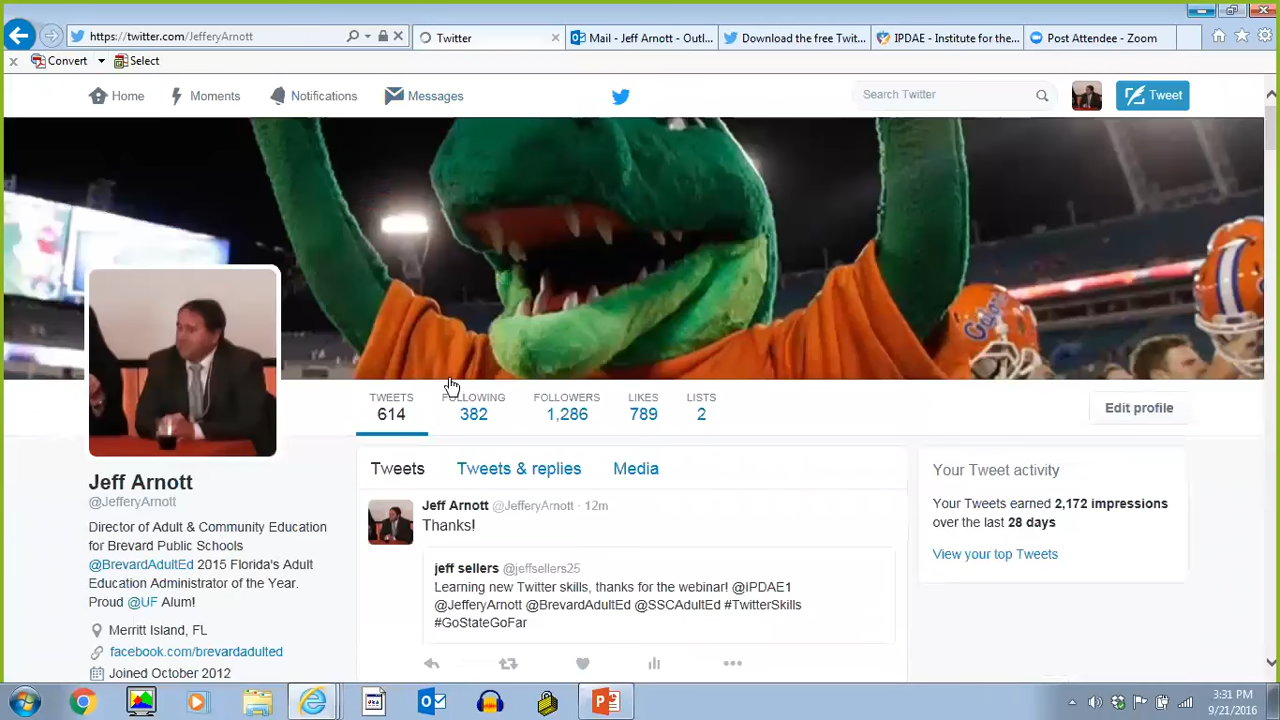 https://twitter.com/JefferyArnott
Twitter
Mail - Jeff Arnott - Outl...
Download the free Twit...
IPDAE - Institute for the...
Post Attendee - Zoom
Convert
Select
Home
Moments
Notifications
Messages
Search Twitter
Tweet
Gators
TWEETS
614
FOLLOWING
382
FOLLOWERS
1,286
LIKES
789
LISTS
2
Edit profile
Jeff Arnott
@JefferyArnott
Director of Adult & Community Education
for Brevard Public Schools
@BrevardAdultEd 2015 Florida's Adult
Education Administrator of the Year.
Proud @UF Alum!
Merritt Island, FL
facebook.com/brevardadulted
Joined October 2012
Tweets
Tweets & replies
Media
Jeff Arnott @JefferyArnott · 12m
Thanks!
jeff sellers @jeffsellers25
Learning new Twitter skills, thanks for the webinar! @IPDAE1
@JefferyArnott @BrevardAdultEd @SSCAdultEd #TwitterSkills
#GoStateGoFar
Your Tweet activity
Your Tweets earned 2,172 impressions
over the last 28 days
View your top Tweets
3:31 PM
9/21/2016